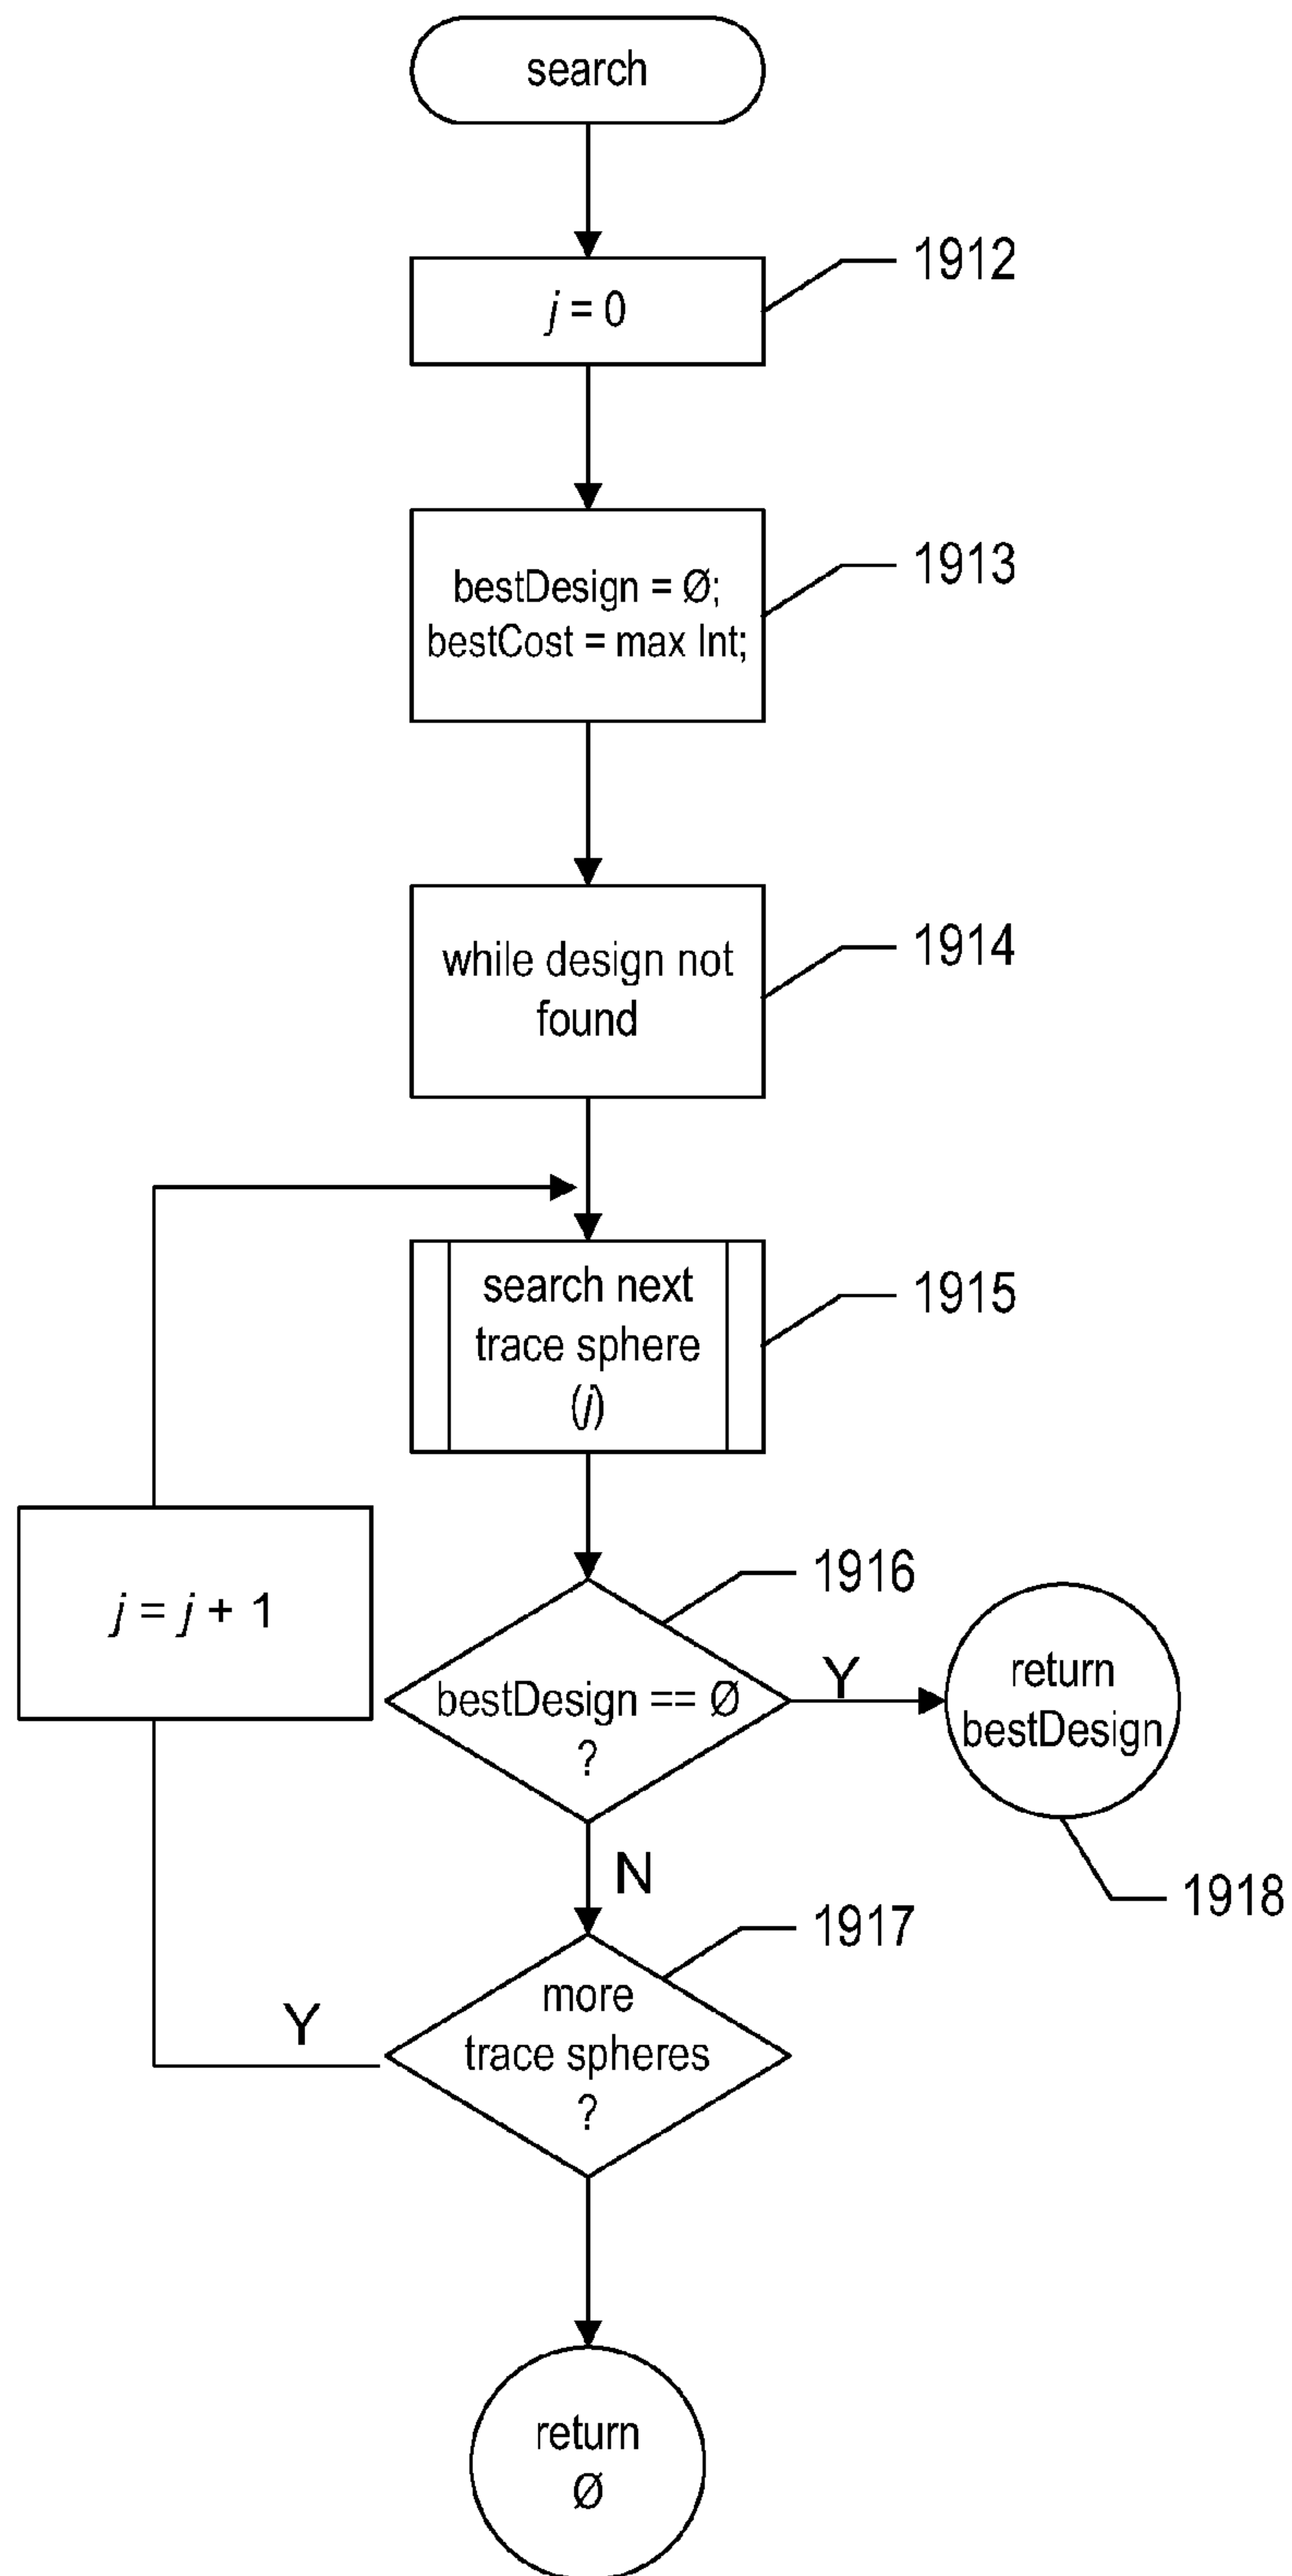 search
j = 0
1912
bestDesign = Ø;
bestCost = max Int;
1913
while design not
found
1914
search next
trace sphere
(j)
1915
j = j + 1
bestDesign == Ø
?
1916
Y
return
bestDesign
1918
N
more
trace spheres
?
1917
Y
return
Ø